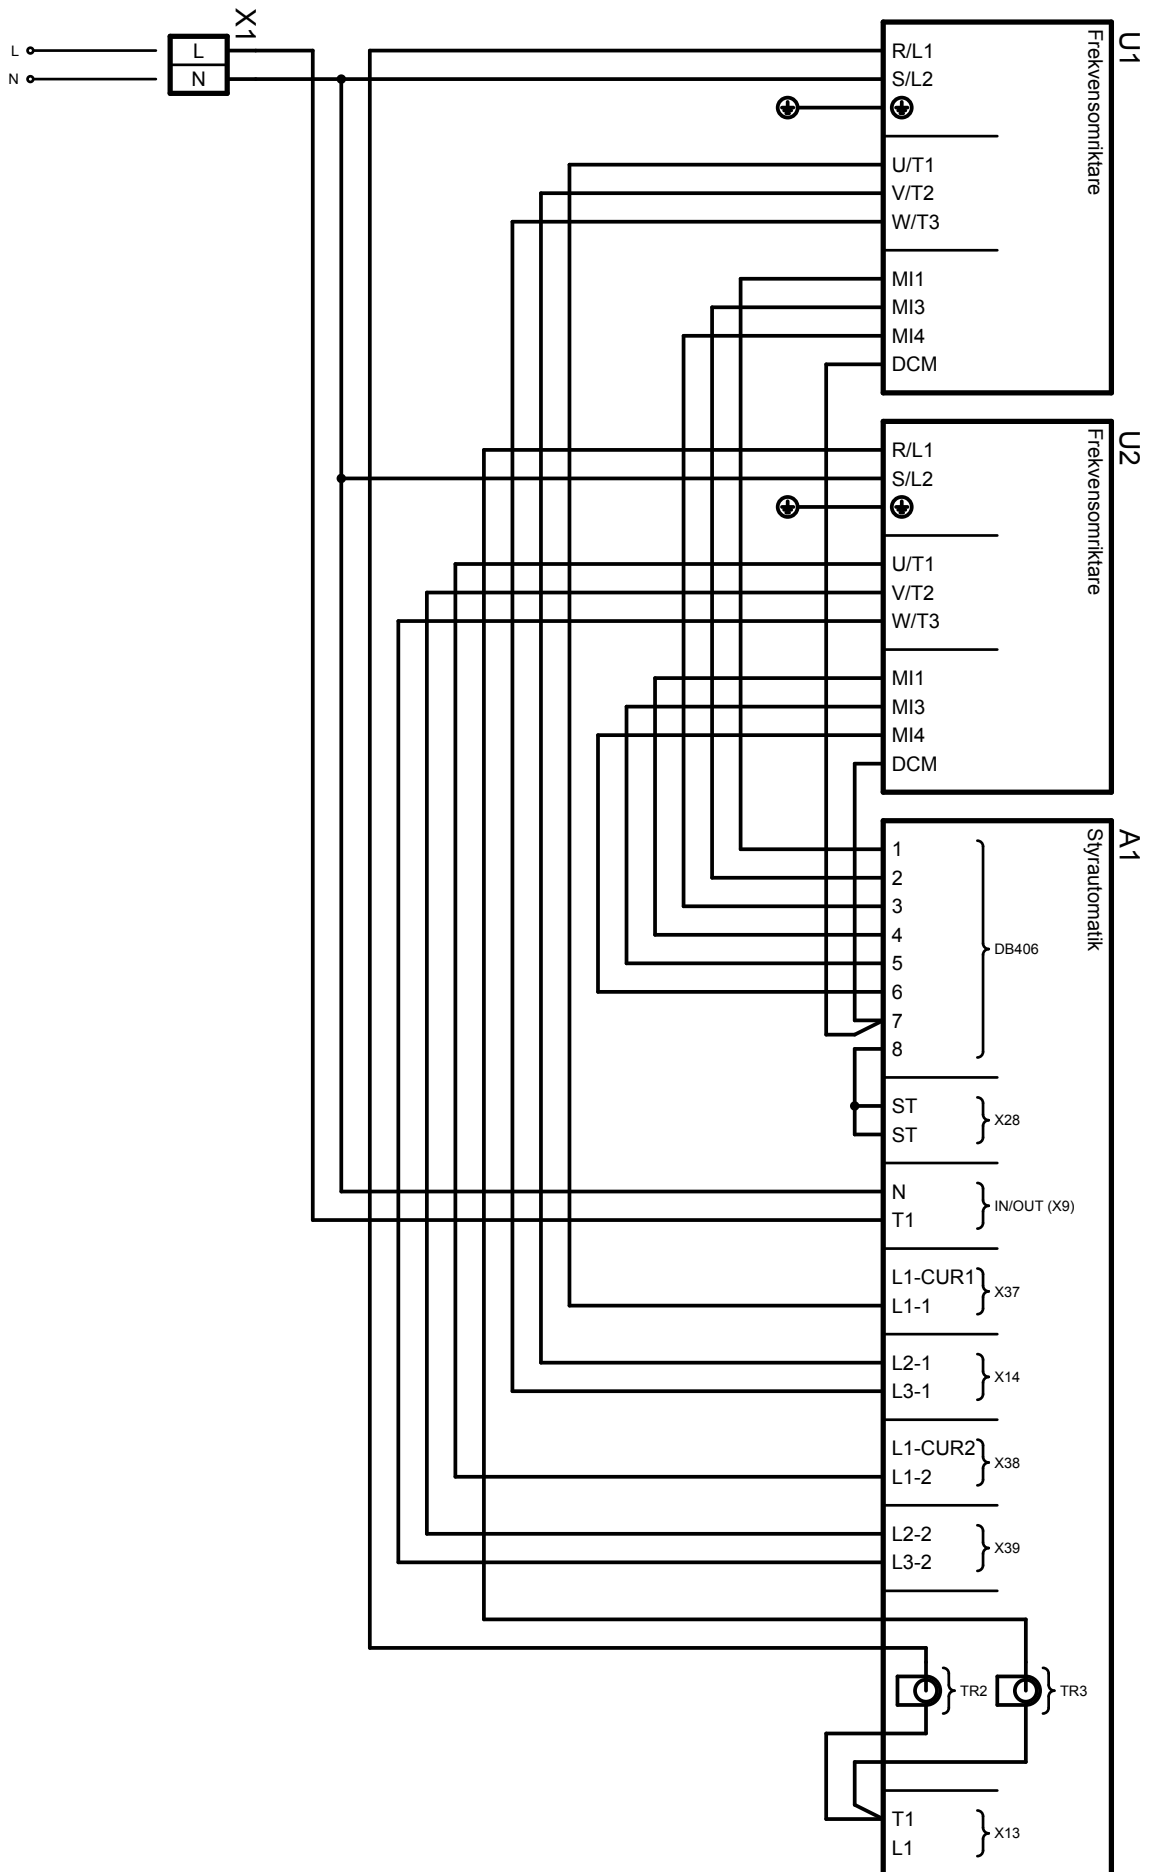 X1
L
L
N
N
U1
Frekvensomriktare
R/L1
S/L2
U/T1
V/T2
W/T3
MI1
MI3
MI4
DCM
U2
Frekvensomriktare
R/L1
S/L2
U/T1
V/T2
W/T3
MI1
MI3
MI4
DCM
A1
Styrautomatik
1
2
3
4
5
6
7
8
DB406
ST
ST
X28
N
T1
IN/OUT (X9)
L1-CUR1
L1-1
X37
L2-1
L3-1
X14
L1-CUR2
L1-2
X38
L2-2
L3-2
X39
TR2
TR3
T1
L1
X13